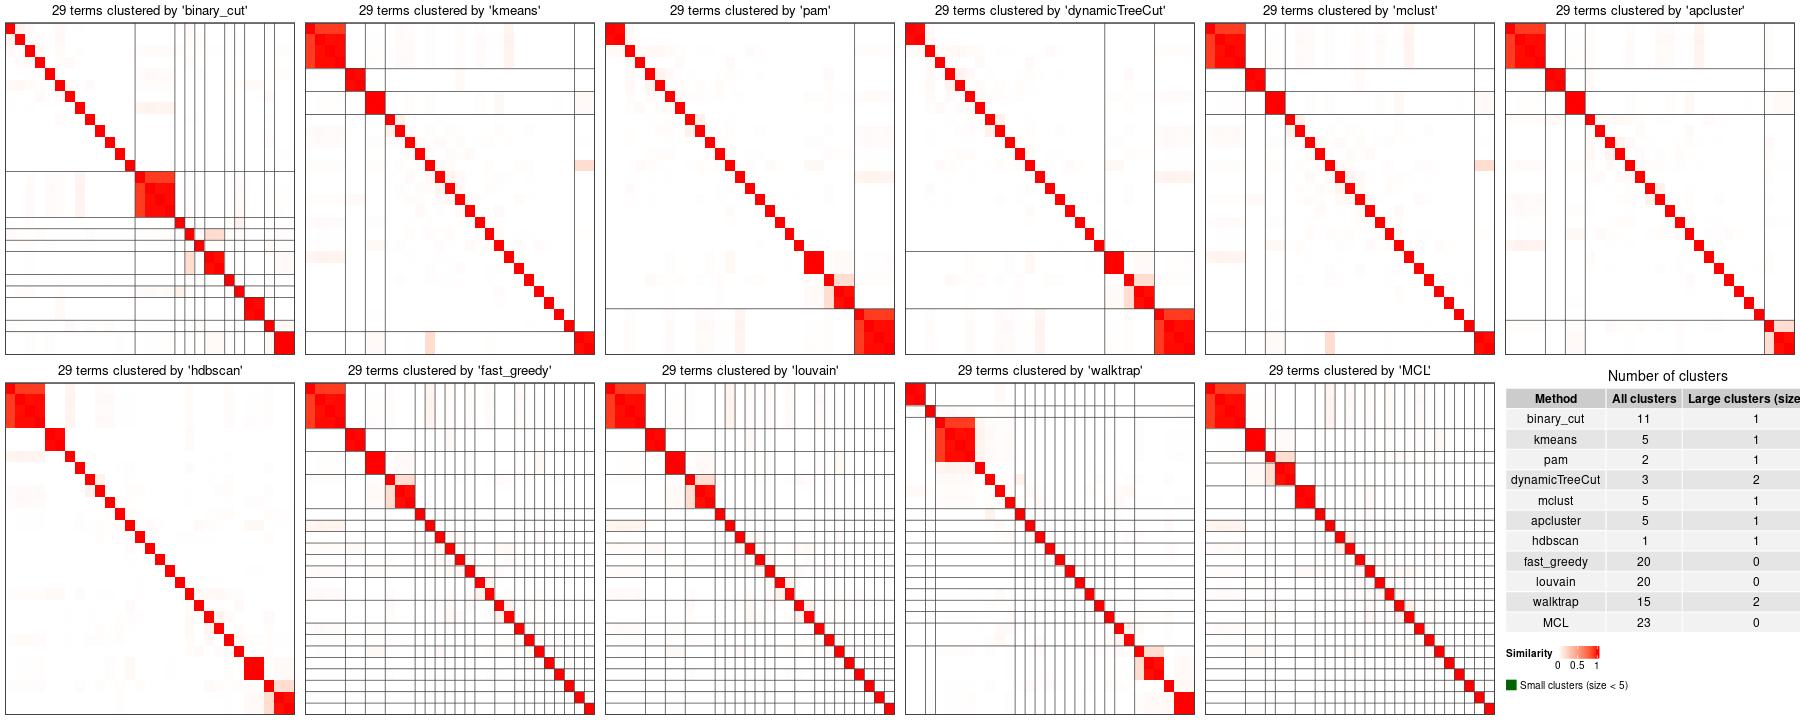 29 terms clustered by 'binary_cut'
29 terms clustered by 'kmeans'
29 terms clustered by 'pam'
29 terms clustered by 'dynamicTreeCut'
29 terms clustered by 'mclust'
29 terms clustered by 'apcluster'
29 terms clustered by 'hdbscan'
29 terms clustered by 'fast_greedy'
29 terms clustered by 'louvain'
29 terms clustered by 'walktrap'
29 terms clustered by 'MCL'
Number of clusters
Method All clusters Large clusters (size
binary_cut 11 1
kmeans 5 1
pam 2 1
dynamicTreeCut 3 2
mclust 5 1
apcluster 5 1
hdbscan 1 1
fast_greedy 20 0
louvain 20 0
walktrap 15 2
MCL 23 0
Similarity
0 0.5 1
Small clusters (size < 5)